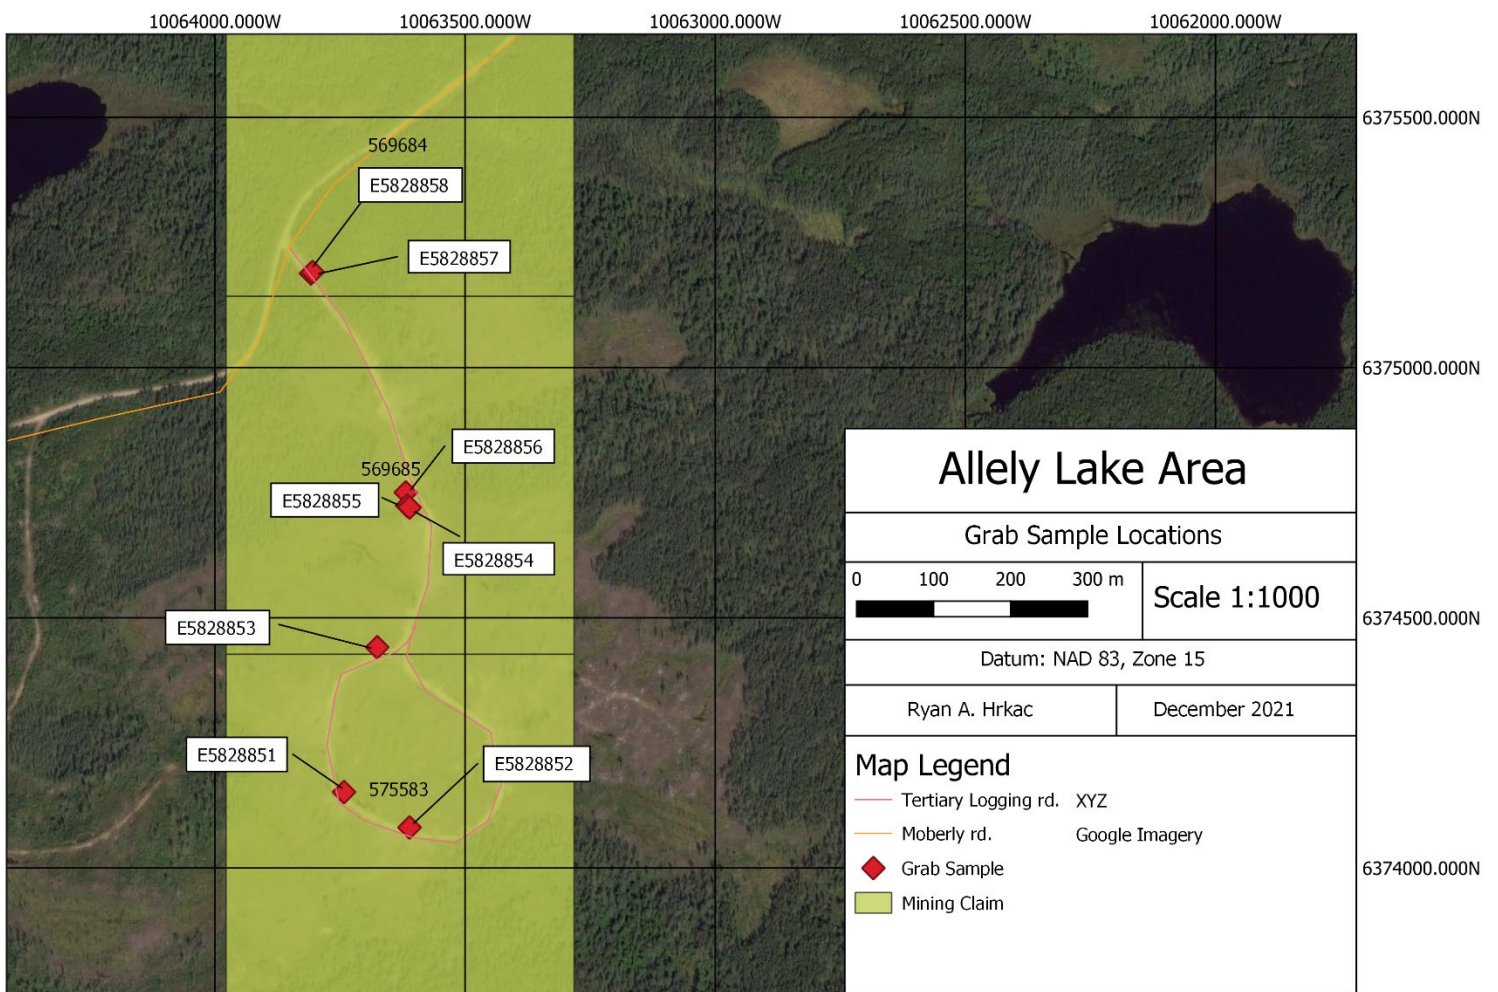 10064000.000W 10063500.000W 10063000.000W 10062500.000W 10062000.000W
6375500.000N
569684
E5828858
E5828857
6375000.000N
E5828856
569685
E5828855
E5828854
6374500.000N
E5828853
E5828851
E5828852
575583
6374000.000N
Allely Lake Area
Grab Sample Locations
0 100 200 300 m
Scale 1:1000
Datum: NAD 83, Zone 15
Ryan A. Hrkac
December 2021
Map Legend
Tertiary Logging rd. XYZ
Moberly rd. Google Imagery
Grab Sample
Mining Claim